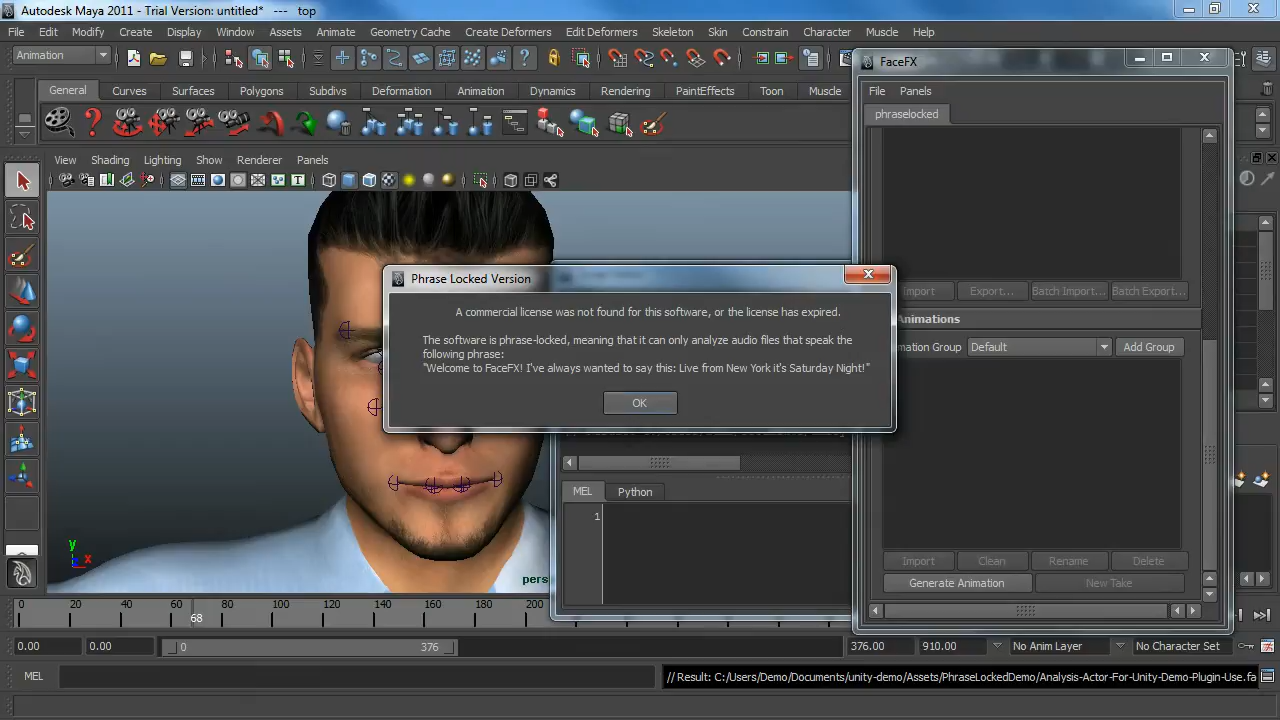 Autodesk Maya 2011 - Trial Version: untitled* --- top
File Edit Modify Create Display Window Assets Animate Geometry Cache Create Deformers Edit Deformers Skeleton Skin Constrain Character Muscle Help
Animation
General Curves Surfaces Polygons Subdivs Deformation Animation Dynamics Rendering PaintEffects Toon Muscle
View Shading Lighting Show Renderer Panels
FaceFX
File Panels
phraselocked
Import Export... Batch Import... Batch Export...
Animations
mation Group Default Add Group
Import Clean Rename Delete
Generate Animation New Take
Phrase Locked Version
A commercial license was not found for this software, or the license has expired.
The software is phrase-locked, meaning that it can only analyze audio files that speak the
following phrase:
"Welcome to FaceFX! I've always wanted to say this: Live from New York it's Saturday Night!"
OK
MEL Python
1
y
x
pers
0 20 40 60 68 80 100 120 140 160 180 200
0.00 0.00 0 376 376.00 910.00 No Anim Layer No Character Set
MEL
// Result: C:/Users/Demo/Documents/unity-demo/Assets/PhraseLockedDemo/Analysis-Actor-For-Unity-Demo-Plugin-Use.fa